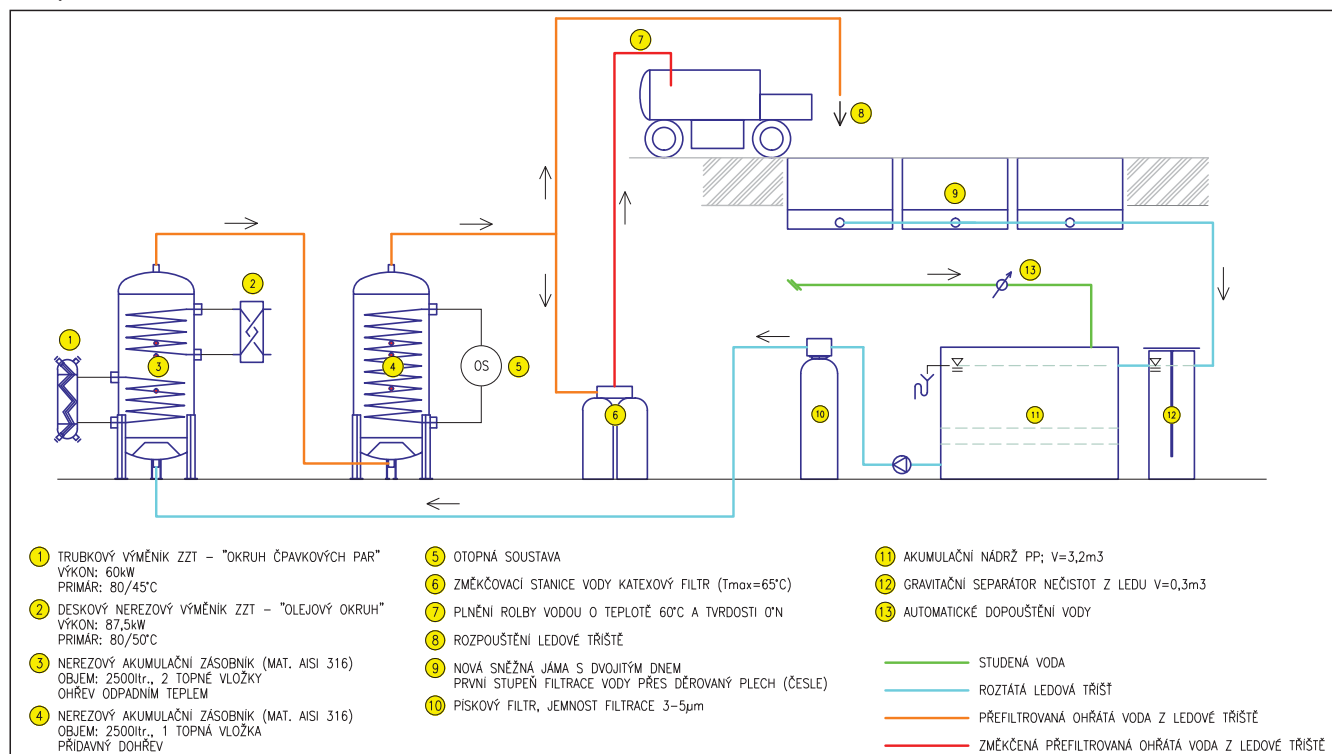 7
8
9
13
2
1
3
4
OS
5
6
10
11
12
1 TRUBKOVÝ VÝMĚNÍK ZZT – "OKRUH ČPAVKOVÝCH PAR"
VÝKON: 60kW
PRIMÁR: 80/45°C
2 DESKOVÝ NEREZOVÝ VÝMĚNÍK ZZT – "OLEJOVÝ OKRUH"
VÝKON: 87,5kW
PRIMÁR: 80/50°C
3 NEREZOVÝ AKUMULAČNÍ ZÁSOBNÍK (MAT. AISI 316)
OBJEM: 2500ltr., 2 TOPNÉ VLOŽKY
OHŘEV ODPADNÍM TEPLEM
4 NEREZOVÝ AKUMULAČNÍ ZÁSOBNÍK (MAT. AISI 316)
OBJEM: 2500ltr., 1 TOPNÁ VLOŽKA
PŘÍDAVNÝ DOHŘEV
5 OTOPNÁ SOUSTAVA
6 ZMĚKČOVACÍ STANICE VODY KATEXOVÝ FILTR (Tmax=65°C)
7 PLNĚNÍ ROLBY VODOU O TEPLOTĚ 60°C A TVRDOSTI 0°N
8 ROZPOUŠTĚNÍ LEDOVÉ TŘÍŠTĚ
9 NOVÁ SNĚŽNÁ JÁMA S DVOJITÝM DNEM
PRVNÍ STUPEŇ FILTRACE VODY PŘES DĚROVANÝ PLECH (ČESLE)
10 PÍSKOVÝ FILTR, JEMNOST FILTRACE 3–5µm
11 AKUMULAČNÍ NÁDRŽ PP; V=3,2m3
12 GRAVITAČNÍ SEPARÁTOR NEČISTOT Z LEDU V=0,3m3
13 AUTOMATICKÉ DOPOUŠTĚNÍ VODY
STUDENÁ VODA
ROZTÁTÁ LEDOVÁ TŘÍŠŤ
PŘEFILTROVANÁ OHŘÁTÁ VODA Z LEDOVÉ TŘÍŠTĚ
ZMĚKČENÁ PŘEFILTROVANÁ OHŘÁTÁ VODA Z LEDOVÉ TŘÍŠTĚ